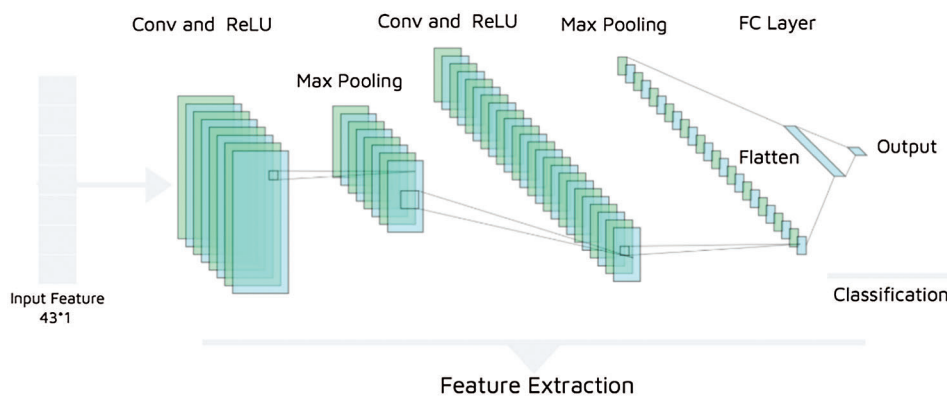 Conv and ReLU
Max Pooling
Conv and ReLU
Max Pooling
FC Layer
Flatten
Output
Input Feature
43*1
Classification
Feature Extraction